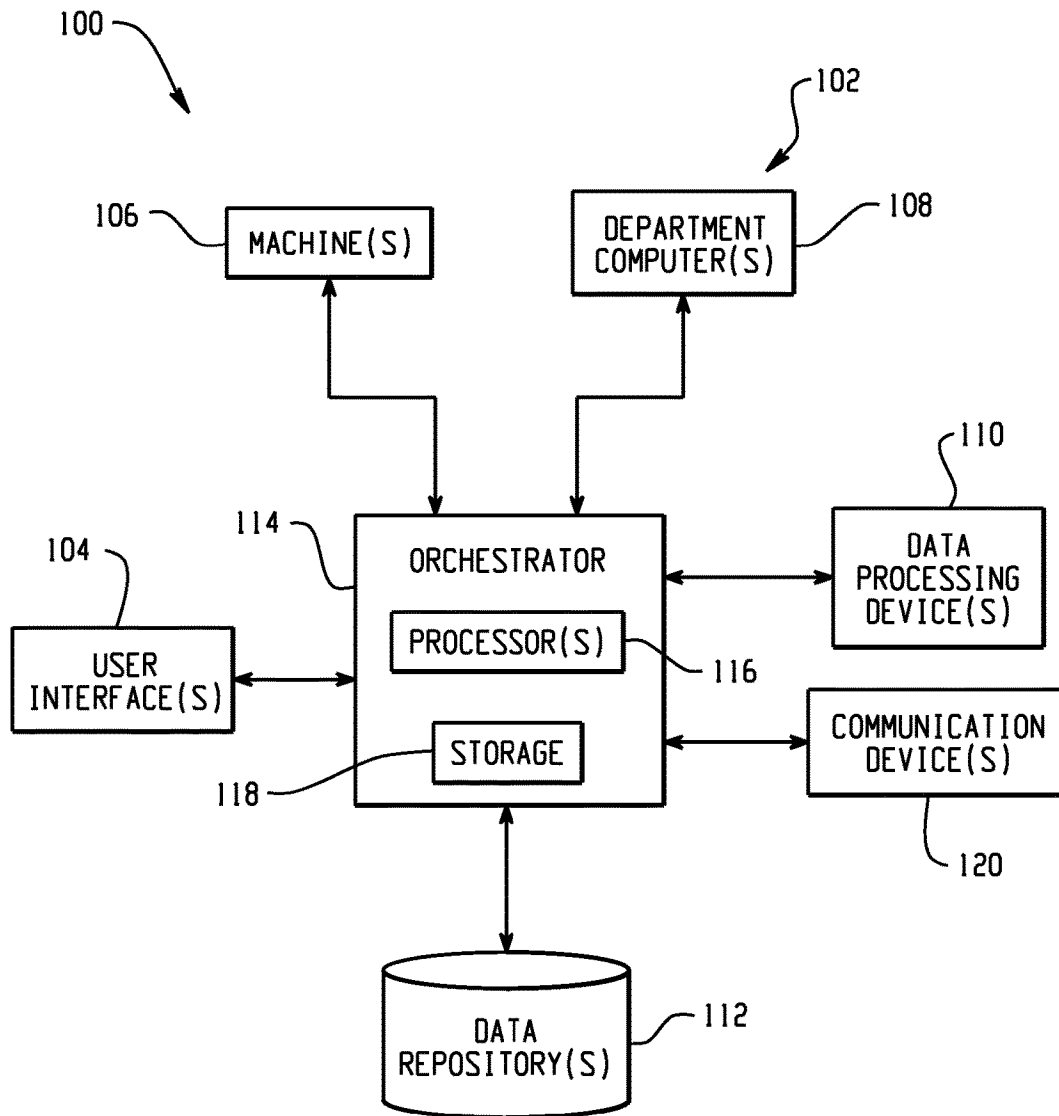 100
102
106
MACHINE(S)
DEPARTMENT
COMPUTER(S)
108
110
114
ORCHESTRATOR
DATA
PROCESSING
DEVICE(S)
104
PROCESSOR(S)
116
USER
INTERFACE(S)
COMMUNICATION
DEVICE(S)
STORAGE
118
120
DATA
REPOSITORY(S)
112